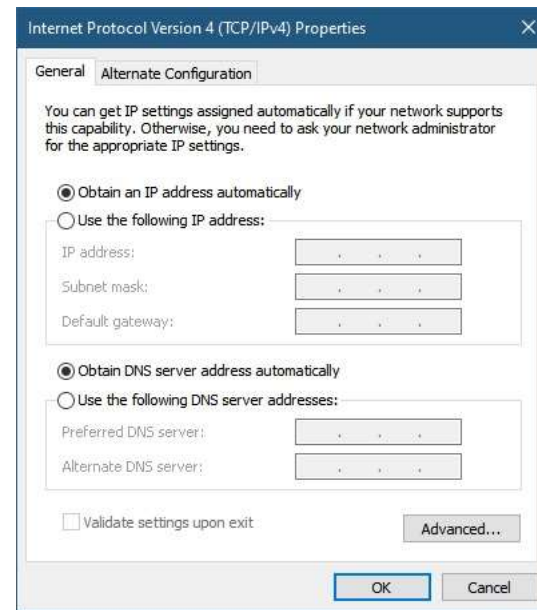 Internet Protocol Version 4 (TCP/IPv4) Properties
General
Alternate Configuration
You can get IP settings assigned automatically if your network supports
this capability. Otherwise, you need to ask your network administrator
for the appropriate IP settings.
Obtain an IP address automatically
Use the following IP address:
IP address:
Subnet mask:
Default gateway:
Obtain DNS server address automatically
Use the following DNS server addresses:
Preferred DNS server:
Alternate DNS server:
Validate settings upon exit
Advanced...
OK
Cancel